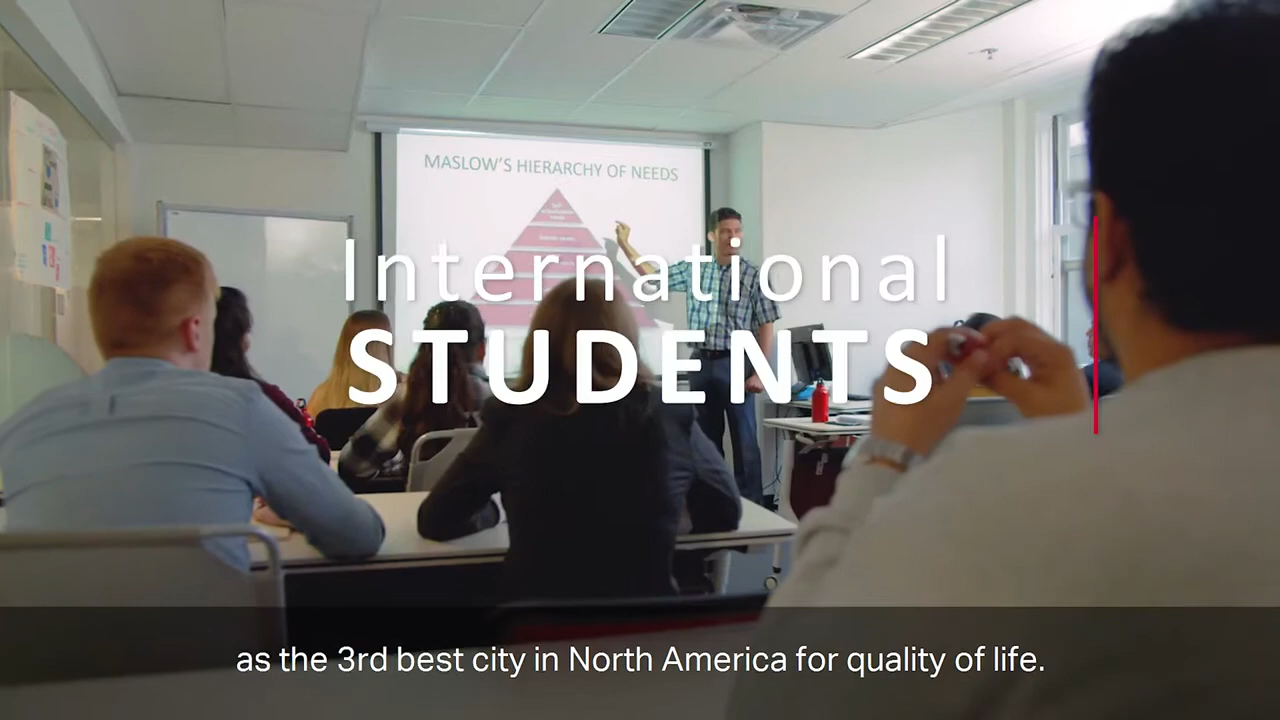 MASLOW'S HIERARCHY OF NEEDS
International
STUDENTS
as the 3rd best city in North America for quality of life.